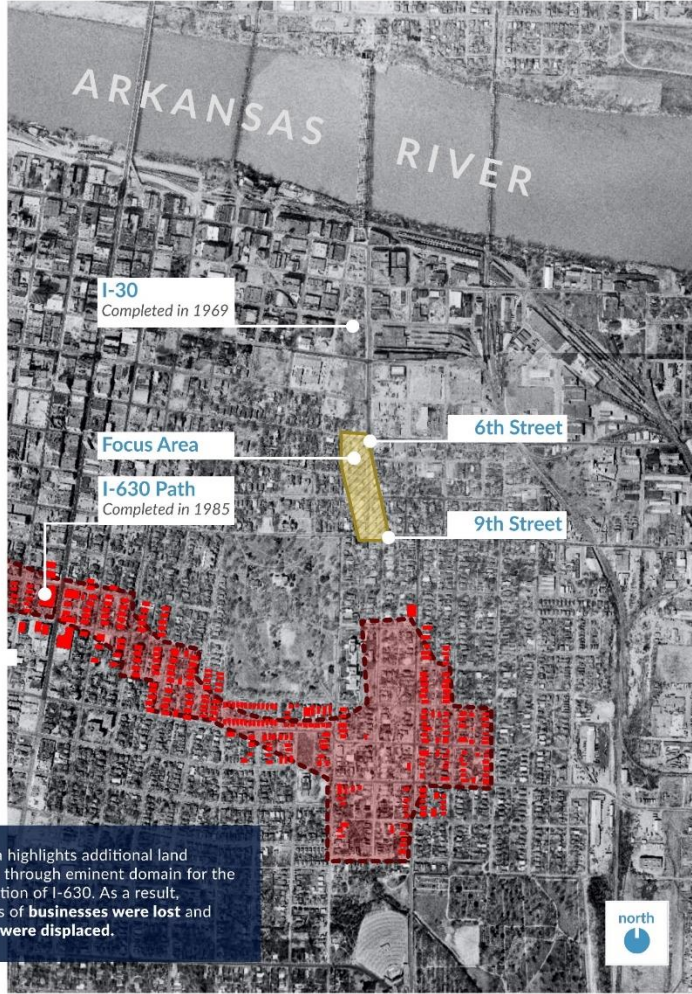 ARKANSAS RIVER
I-30
Completed in 1969
6th Street
Focus Area
I-630 Path
Completed in 1985
9th Street
highlights additional land
through eminent domain for the
tion of I-630. As a result,
s of businesses were lost and
were displaced.
north